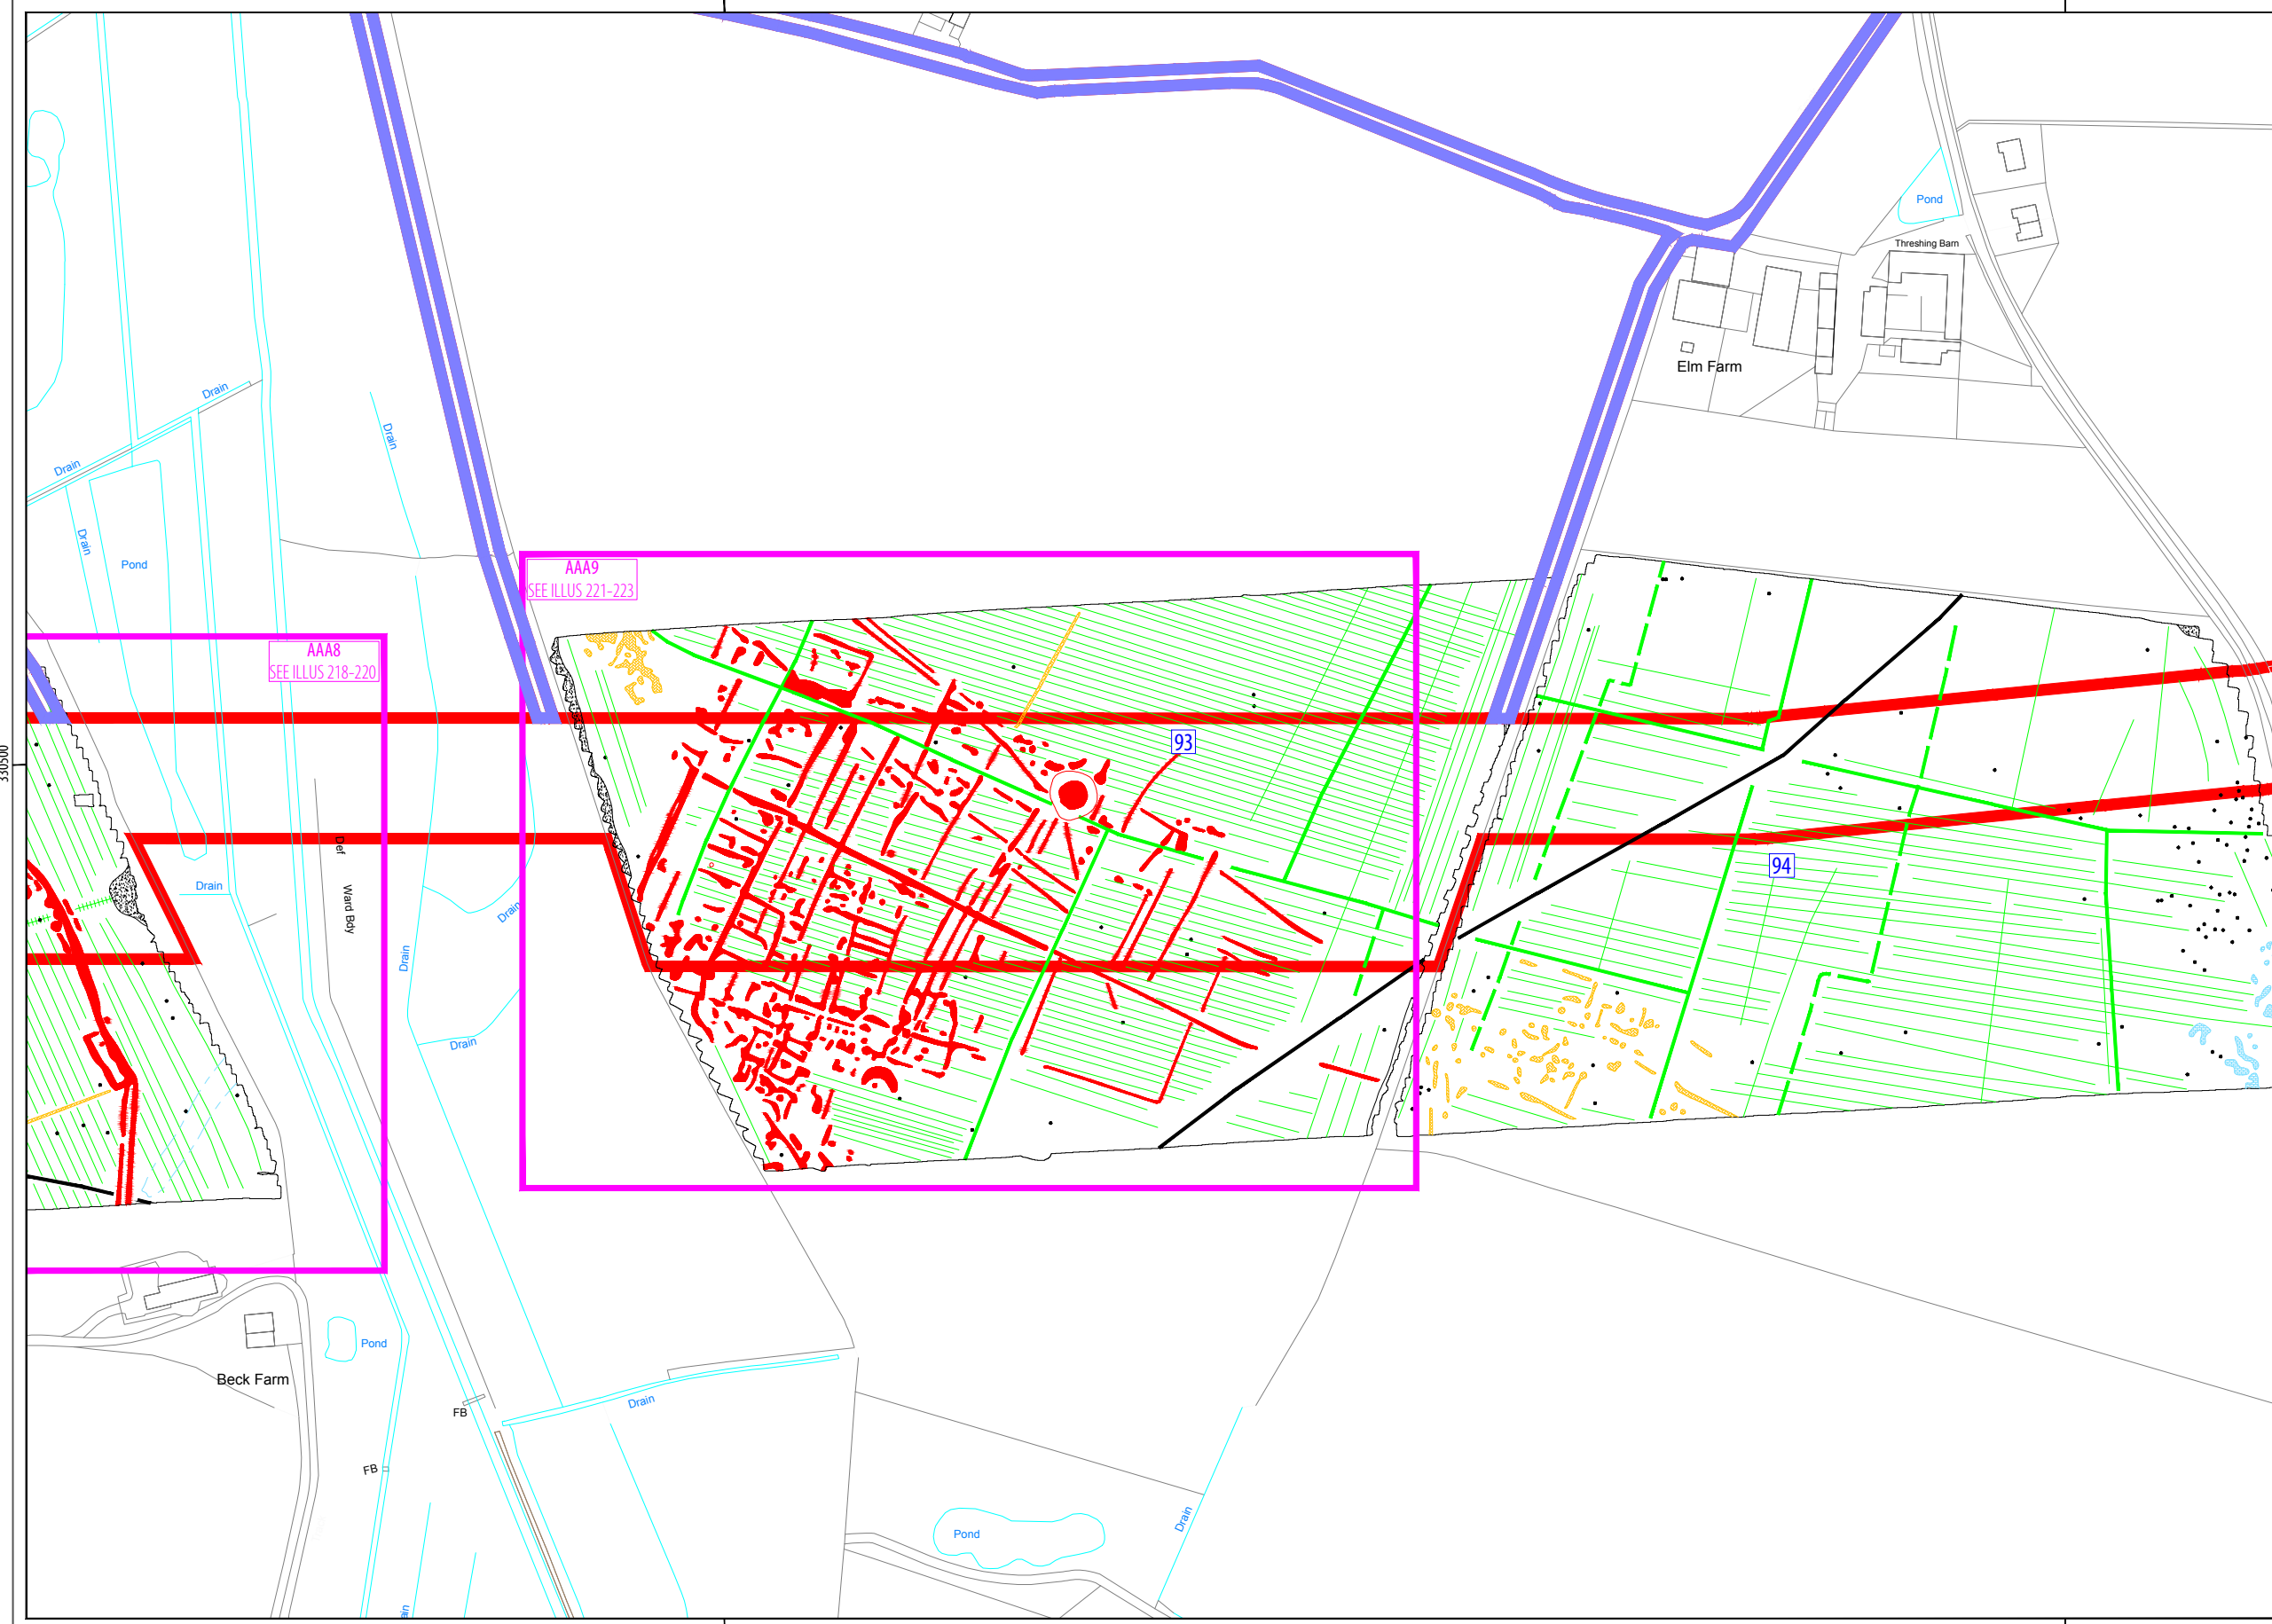 Pond
Threshing Barn
Elm Farm
Drain
Drain
Drain
Drain
Pond
AAA9
SEE ILLUS 221-223
AAA8
SEE ILLUS 218-220
93
330500
Def
94
Drain
Ward Bdy
Drain
Drain
Drain
Pond
Beck Farm
Drain
FB
FB
Pond
Drain